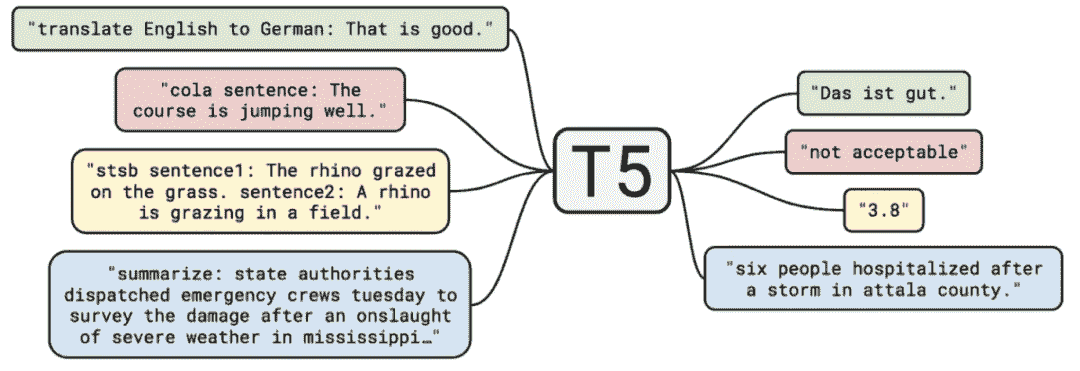 "translate English to German: That is good."
"cola sentence: The
course is jumping well."
"stsb sentence1: The rhino grazed
on the grass. sentence2: A rhino
is grazing in a field."
"summarize: state authorities
dispatched emergency crews tuesday to
survey the damage after an onslaught
of severe weather in mississippi…"
T5
"Das ist gut."
"not acceptable"
"3.8"
"six people hospitalized after
a storm in attala county."